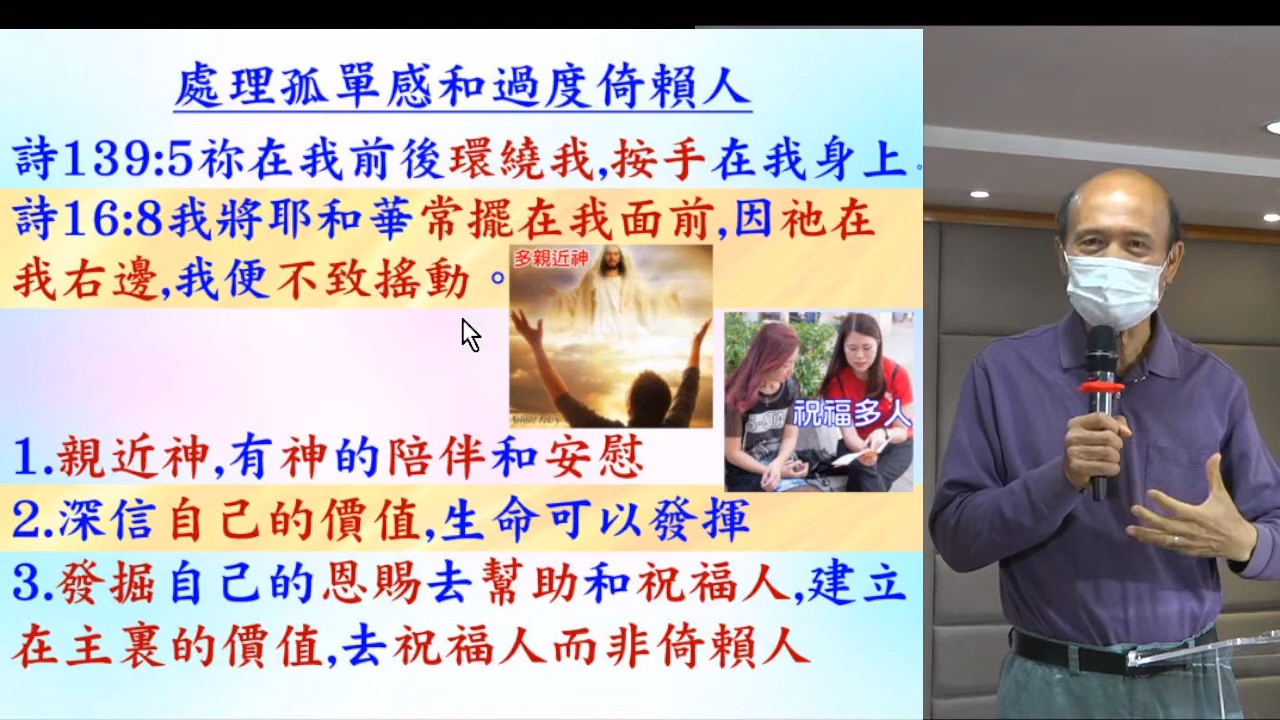 處理孤單感和過度倚賴人
詩139:5祢在我前後環繞我,按手在我身上。
詩16:8我將耶和華常擺在我面前,因祂在
我右邊,我便不致搖動。
多親近神
祝福多人
1.親近神,有神的陪伴和安慰
2.深信自己的價值,生命可以發揮
3.發掘自己的恩賜去幫助和祝福人,建立
在主裏的價值,去祝福人而非倚賴人